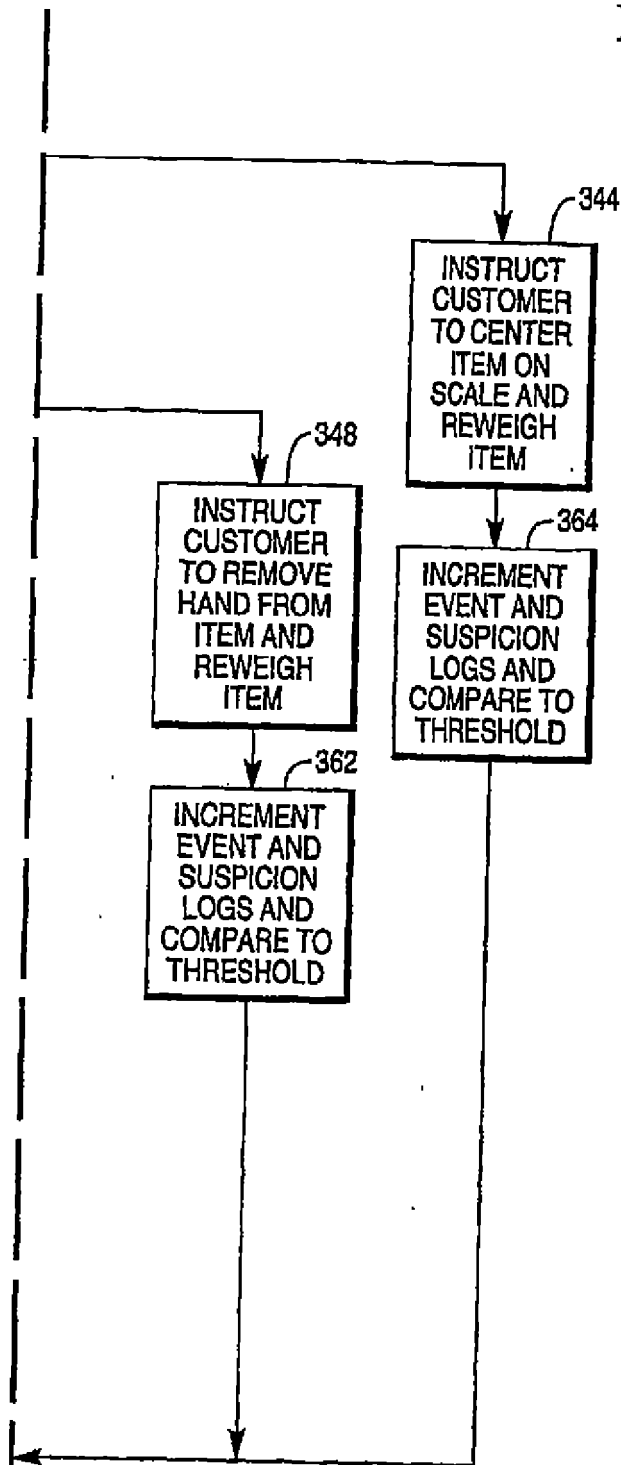 344
INSTRUCT
CUSTOMER
TO CENTER
ITEM ON
SCALE AND
REWEIGH
ITEM
348
INSTRUCT
CUSTOMER
TO REMOVE
HAND FROM
ITEM AND
REWEIGH
ITEM
364
INCREMENT
EVENT AND
SUSPICION
LOGS AND
COMPARE TO
THRESHOLD
362
INCREMENT
EVENT AND
SUSPICION
LOGS AND
COMPARE TO
THRESHOLD